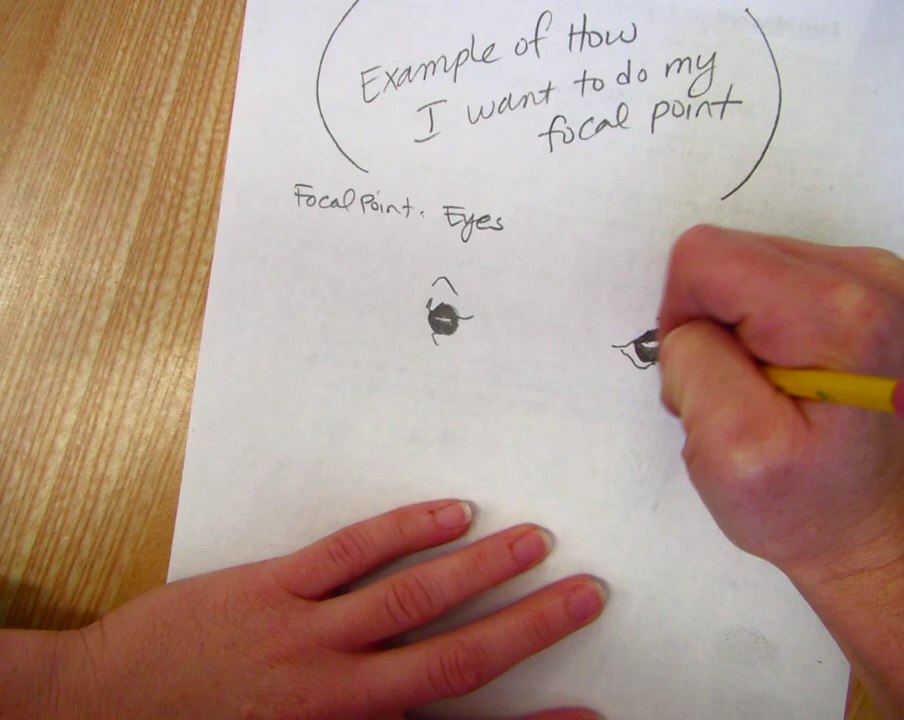 Example of How
I want to do my
focal point
Focal Point. Eyes